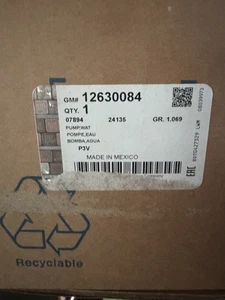 GM# 12630084
QTY. 1
07894 24135 GR. 1.069
PUMP,WAT
POMPE,EAU
BOMBA,AGUA
P3V
MADE IN MEXICO
EAC
Recyclable